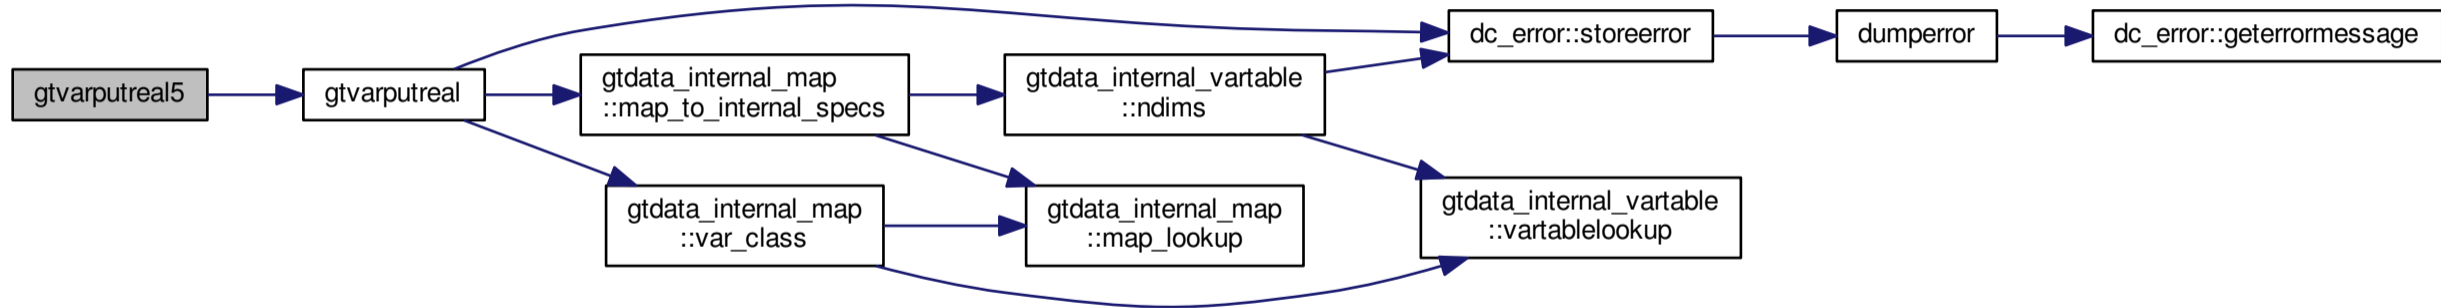 gtvarputreal5
gtvarputreal
gtdata_internal_map
::map_to_internal_specs
gtdata_internal_vartable
::ndims
dc_error::storeerror
dumperror
dc_error::geterrormessage
gtdata_internal_map
::var_class
gtdata_internal_map
::map_lookup
gtdata_internal_vartable
::vartablelookup